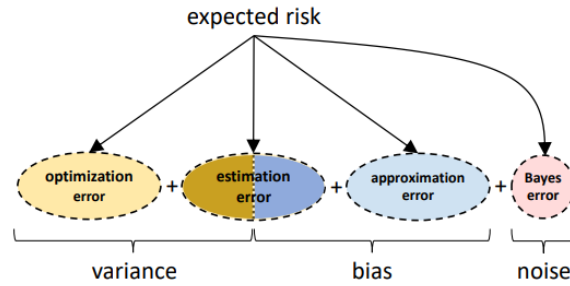 expected risk
optimization
error
+
estimation
error
+
approximation
error
+
Bayes
error
variance
bias
noise